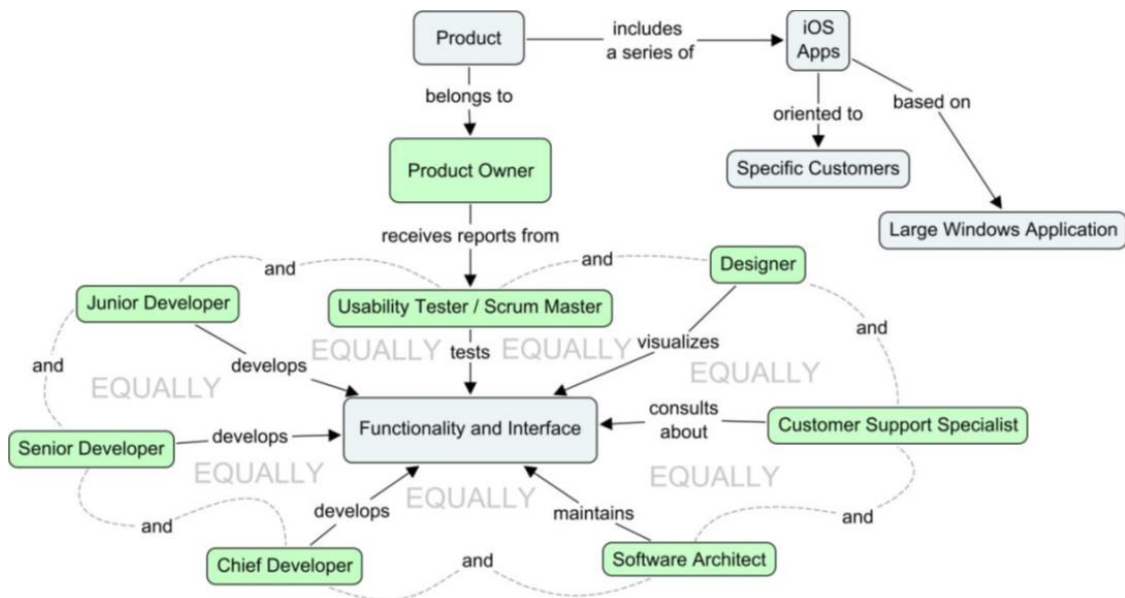 Product
includes
a series of
iOS
Apps
belongs to
oriented to
based on
Product Owner
Specific Customers
Large Windows Application
receives reports from
and
and
Designer
Junior Developer
Usability Tester / Scrum Master
and
EQUALLY
tests
EQUALLY
visualizes
and
develops
EQUALLY
EQUALLY
Senior Developer
develops
Functionality and Interface
consults
about
Customer Support Specialist
EQUALLY
EQUALLY
EQUALLY
and
develops
maintains
and
Chief Developer
and
Software Architect